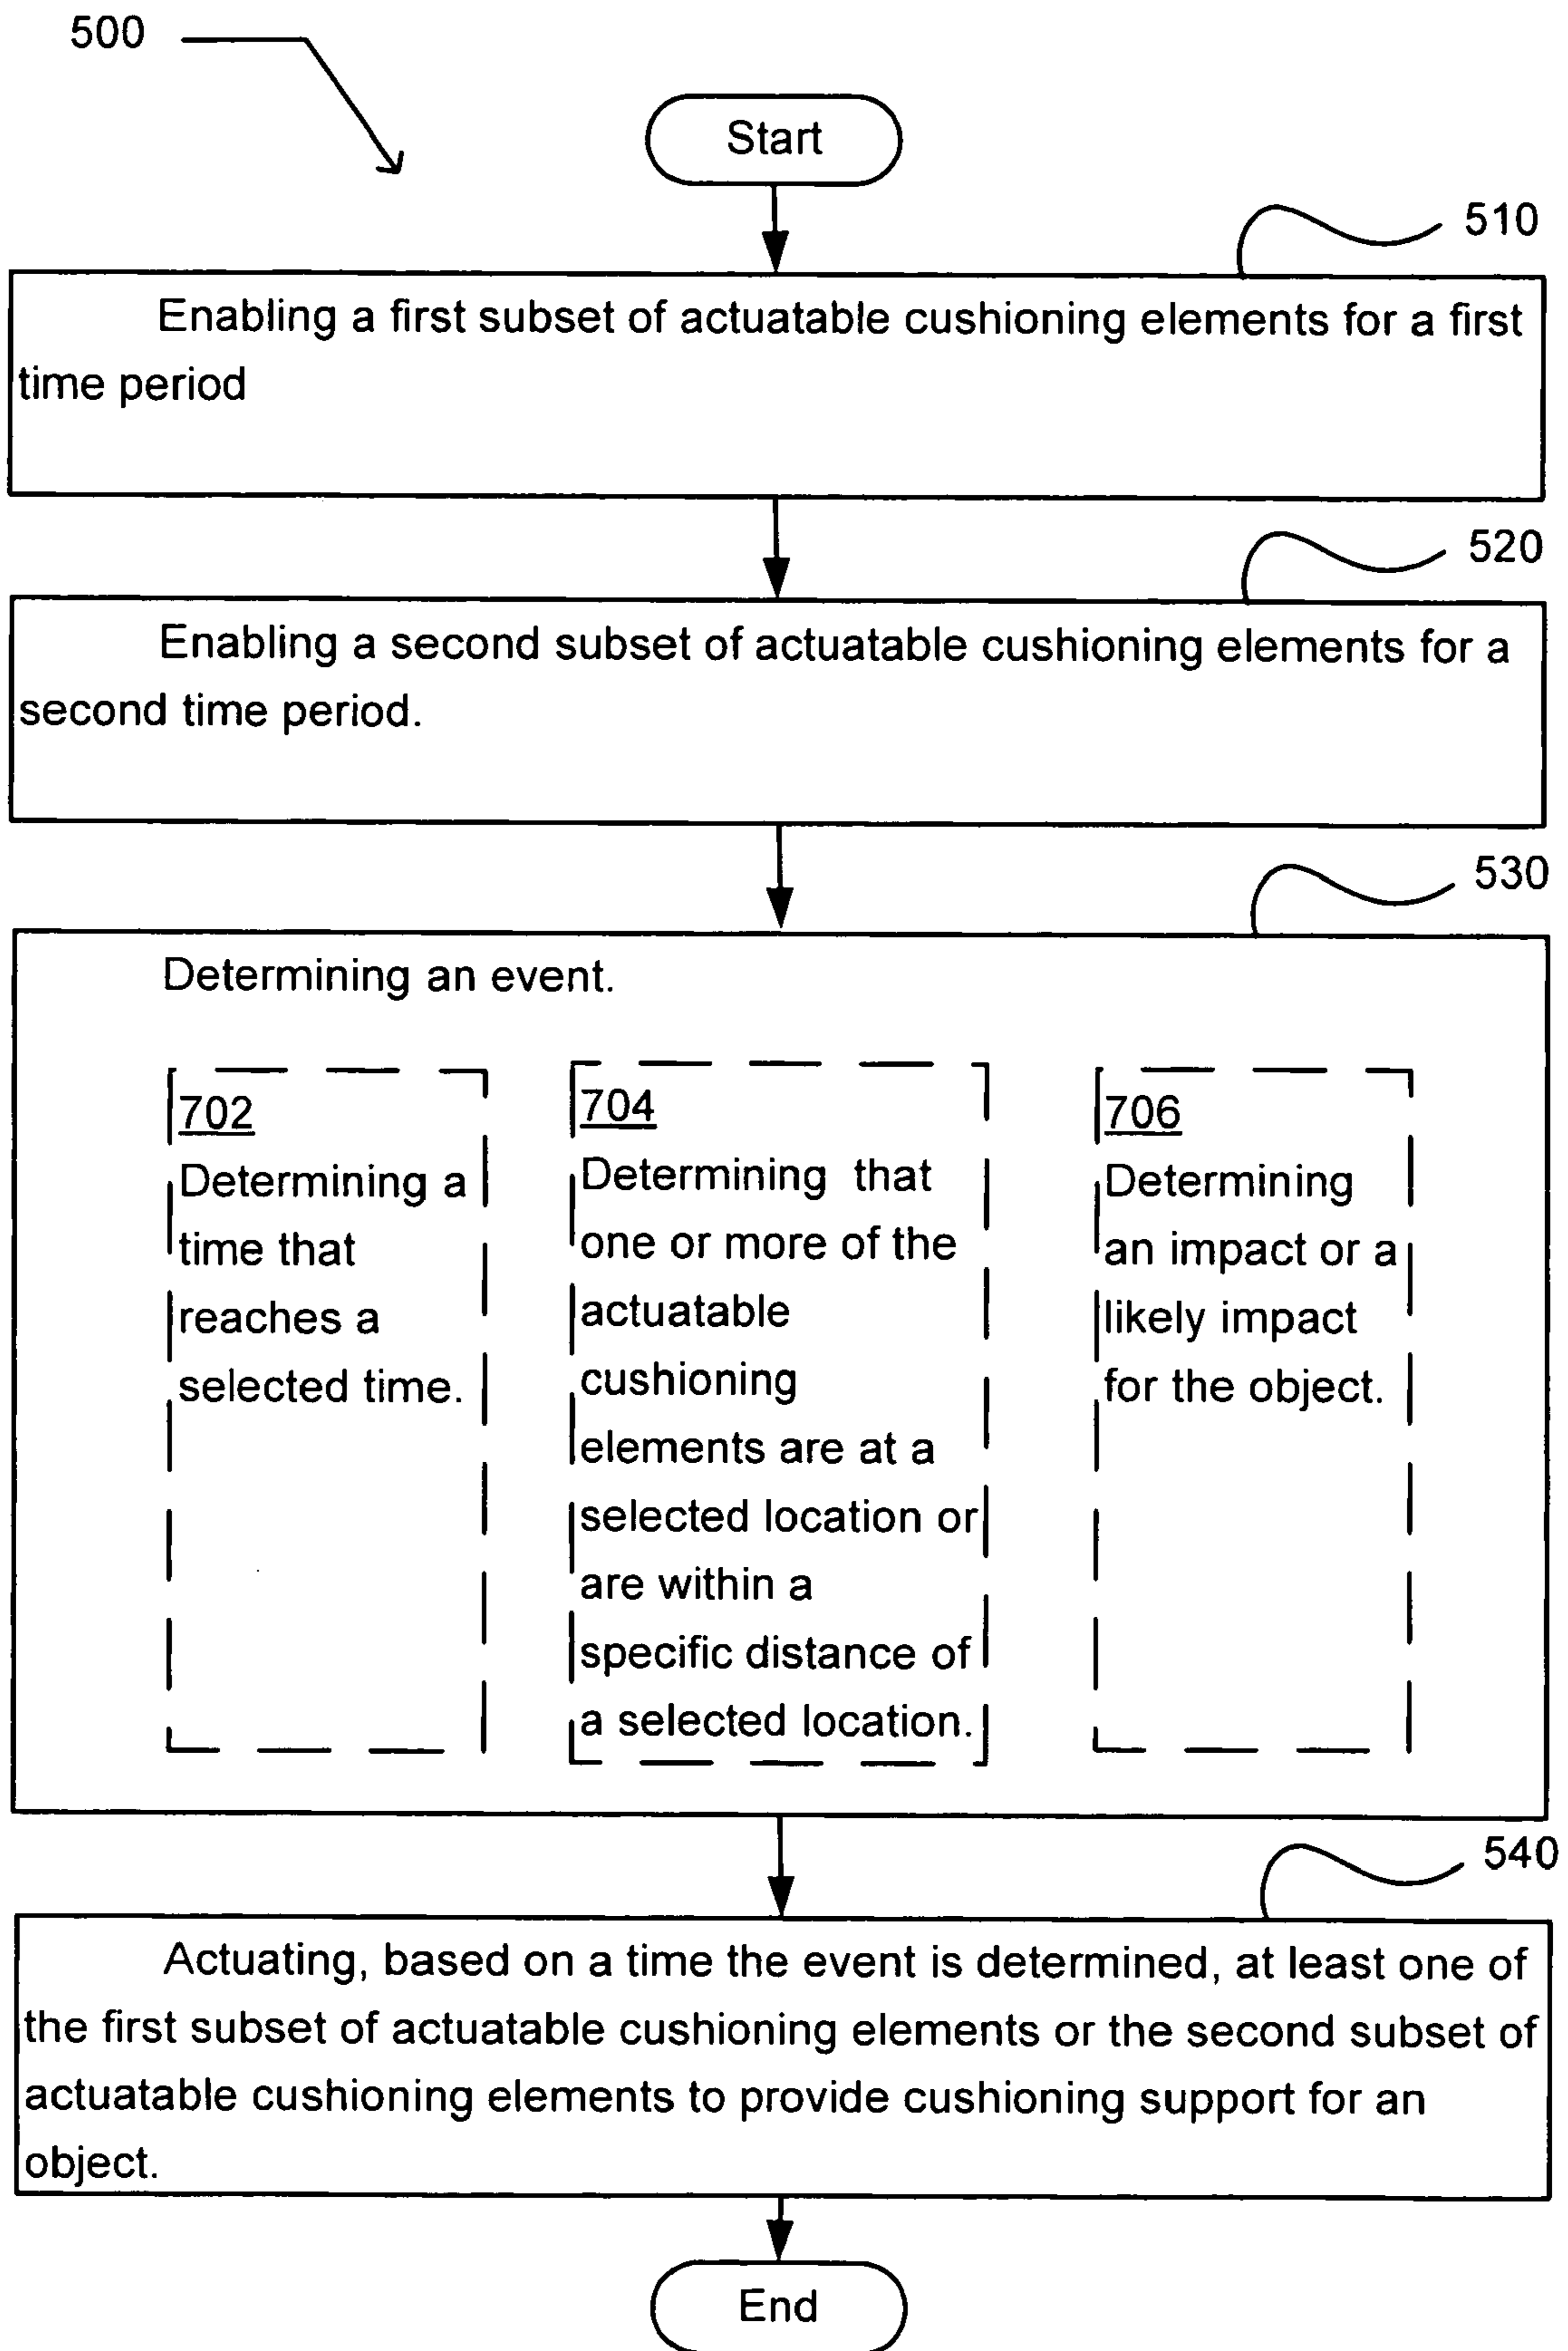 500
Start
510
Enabling a first subset of actuatable cushioning elements for a first
time period
520
Enabling a second subset of actuatable cushioning elements for a
second time period.
530
Determining an event.
702
Determining a
time that
reaches a
selected time.
704
Determining that
one or more of the
actuatable
cushioning
elements are at a
selected location or
are within a
specific distance of
a selected location.
706
Determining
an impact or a
likely impact
for the object.
540
Actuating, based on a time the event is determined, at least one of
the first subset of actuatable cushioning elements or the second subset of
actuatable cushioning elements to provide cushioning support for an
object.
End